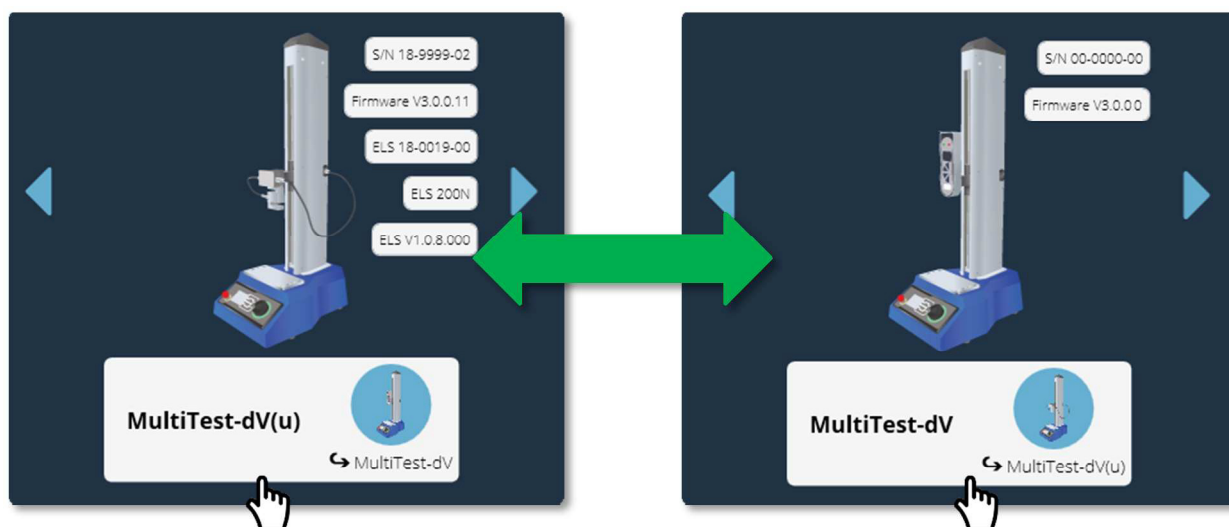 S/N 18-9999-02
Firmware V3.0.0.11
ELS 18-0019-00
ELS 200N
ELS V1.0.8.000
MultiTest-dV(u)
MultiTest-dV
S/N 00-0000-00
Firmware V3.0.0.0
MultiTest-dV
MultiTest-dV(u)